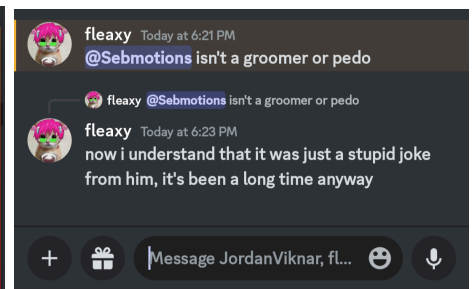 fleaxy Today at 6:21 PM
@Sebmotions isn't a groomer or pedo
fleaxy @Sebmotions isn't a groomer or pedo
fleaxy Today at 6:23 PM
now i understand that it was just a stupid joke
from him, it's been a long time anyway
Message JordanViknar, fl...